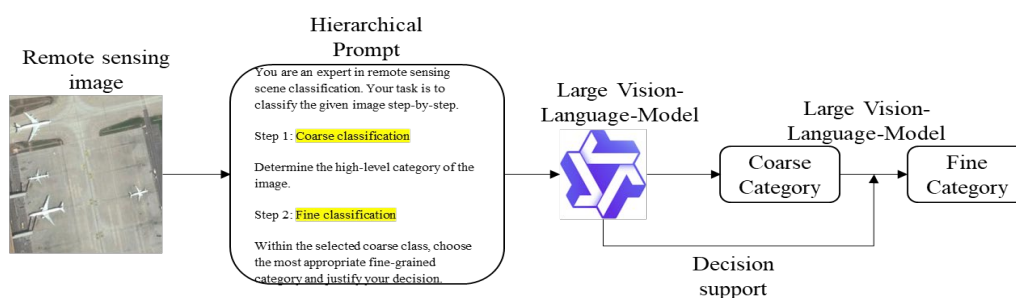 Remote sensing
image
Hierarchical
Prompt
You are an expert in remote sensing
scene classification. Your task is to
classify the given image step-by-step.
Step 1: Coarse classification
Determine the high-level category of the
image.
Step 2: Fine classification
Within the selected coarse class, choose
the most appropriate fine-grained
category and justify your decision.
Large Vision-
Language-Model
Coarse
Category
Large Vision-
Language-Model
Fine
Category
Decision
support